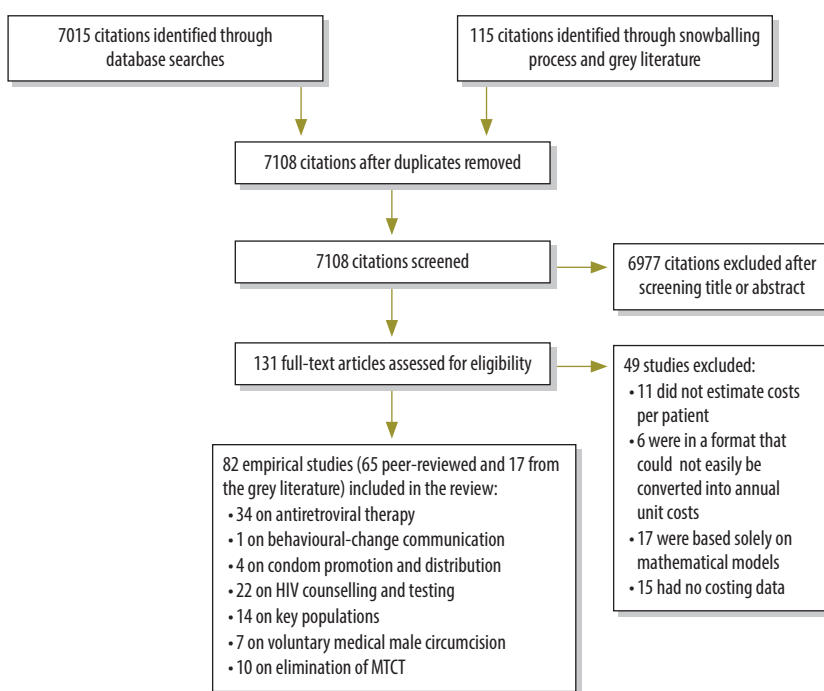 7015 citations identified through
database searches
115 citations identified through snowballing
process and grey literature
7108 citations after duplicates removed
7108 citations screened
6977 citations excluded after
screening title or abstract
131 full-text articles assessed for eligibility
49 studies excluded:
• 11 did not estimate costs
per patient
• 6 were in a format that
could not easily be
converted into annual
unit costs
• 17 were based solely on
mathematical models
• 15 had no costing data
82 empirical studies (65 peer-reviewed and 17 from
the grey literature) included in the review:
• 34 on antiretroviral therapy
• 1 on behavioural-change communication
• 4 on condom promotion and distribution
• 22 on HIV counselling and testing
• 14 on key populations
• 7 on voluntary medical male circumcision
• 10 on elimination of MTCT